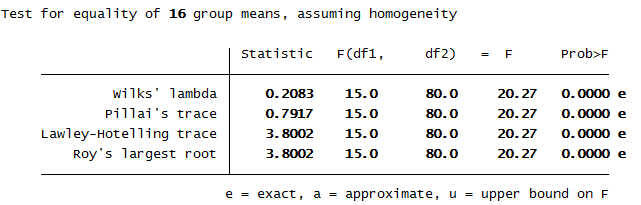 Test for equality of 16 group means, assuming homogeneity
Statistic F(df1, df2) = F Prob>F
Wilks' lambda 0.2083 15.0 80.0 20.27 0.0000 e
Pillai's trace 0.7917 15.0 80.0 20.27 0.0000 e
Lawley-Hotelling trace 3.8002 15.0 80.0 20.27 0.0000 e
Roy's largest root 3.8002 15.0 80.0 20.27 0.0000 e
e = exact, a = approximate, u = upper bound on F